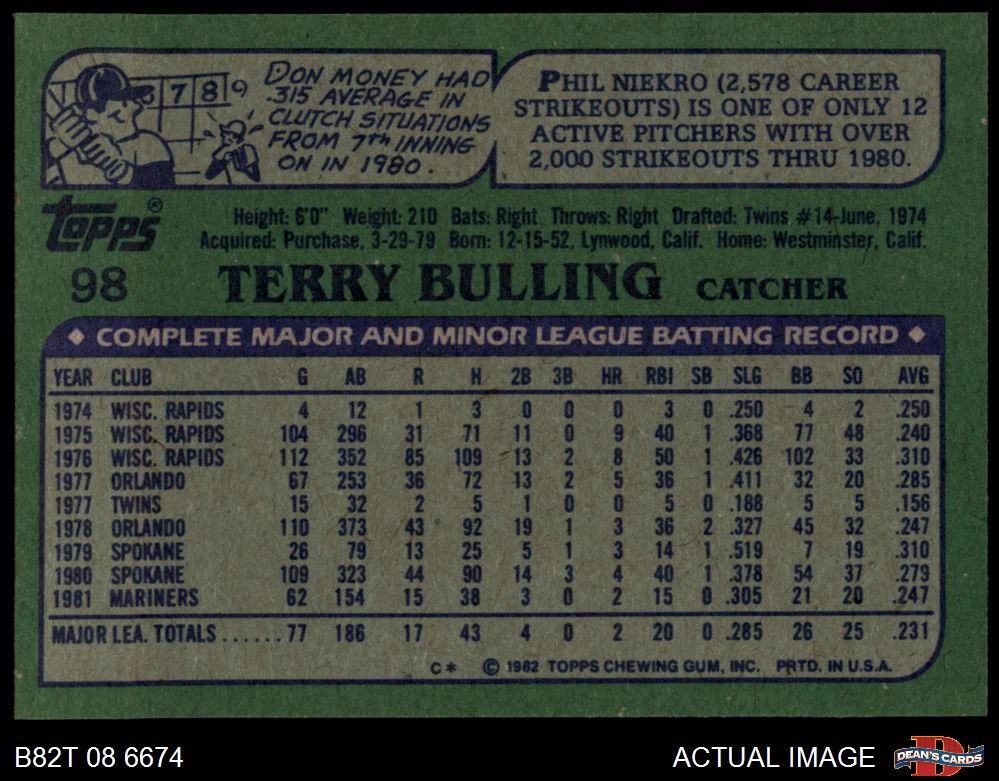 7 8 9
DON MONEY HAD
.315 AVERAGE IN
CLUTCH SITUATIONS
FROM 7th INNING
ON IN 1980.
PHIL NIEKRO (2,578 CAREER
STRIKEOUTS) IS ONE OF ONLY 12
ACTIVE PITCHERS WITH OVER
2,000 STRIKEOUTS THRU 1980.
topps®
Height: 6'0" Weight: 210 Bats: Right Throws: Right Drafted: Twins #14-June, 1974
Acquired: Purchase, 3-29-79 Born: 12-15-52, Lynwood, Calif. Home: Westminster, Calif.
98 TERRY BULLING CATCHER
◆ COMPLETE MAJOR AND MINOR LEAGUE BATTING RECORD ◆
YEAR CLUB G AB R H 2B 3B HR RBI SB SLG BB SO AVG
1974 WISC. RAPIDS 4 12 1 3 0 0 0 3 0 .250 4 2 .250
1975 WISC. RAPIDS 104 296 31 71 11 0 9 40 1 .368 77 48 .240
1976 WISC. RAPIDS 112 352 85 109 13 2 8 50 1 .426 102 33 .310
1977 ORLANDO 67 253 36 72 13 2 5 36 1 .411 32 20 .285
1977 TWINS 15 32 2 5 1 0 0 5 0 .188 5 5 .156
1978 ORLANDO 110 373 43 92 19 1 3 36 2 .327 45 32 .247
1979 SPOKANE 26 79 13 25 5 1 3 14 1 .519 7 19 .310
1980 SPOKANE 109 323 44 90 14 3 4 40 1 .378 54 37 .279
1981 MARINERS 62 154 15 38 3 0 2 15 0 .305 21 20 .247
MAJOR LEA. TOTALS ......77 186 17 43 4 0 2 20 0 .285 26 25 .231
C* © 1982 TOPPS CHEWING GUM, INC. PRTD. IN U.S.A.
B82T 08 6674
ACTUAL IMAGE
D
DEAN'S CARDS